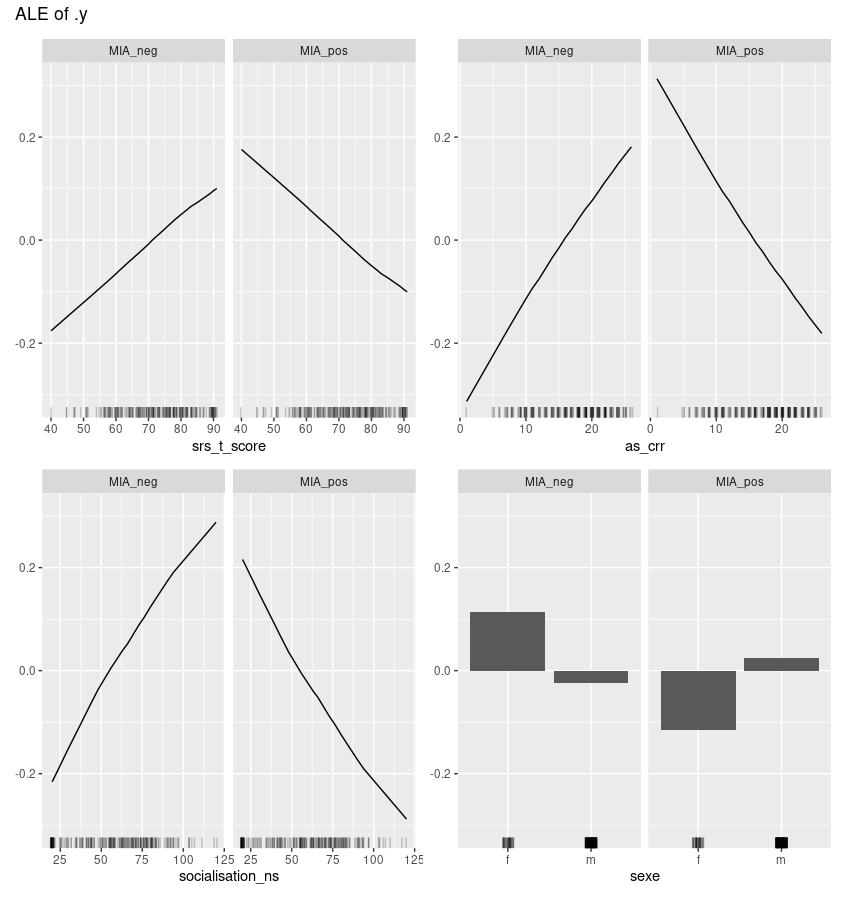 ALE of .y
MIA_neg MIA_pos MIA_neg MIA_pos
0.2 0.2
0.0 0.0
-0.2 -0.2
40 50 60 70 80 90 40 50 60 70 80 90 0 10 20 0 10 20
srs_t_score as_crr
MIA_neg MIA_pos MIA_neg MIA_pos
0.2 0.2
0.0 0.0
-0.2 -0.2
25 50 75 100 125 25 50 75 100 125 f m f m
socialisation_ns sexe